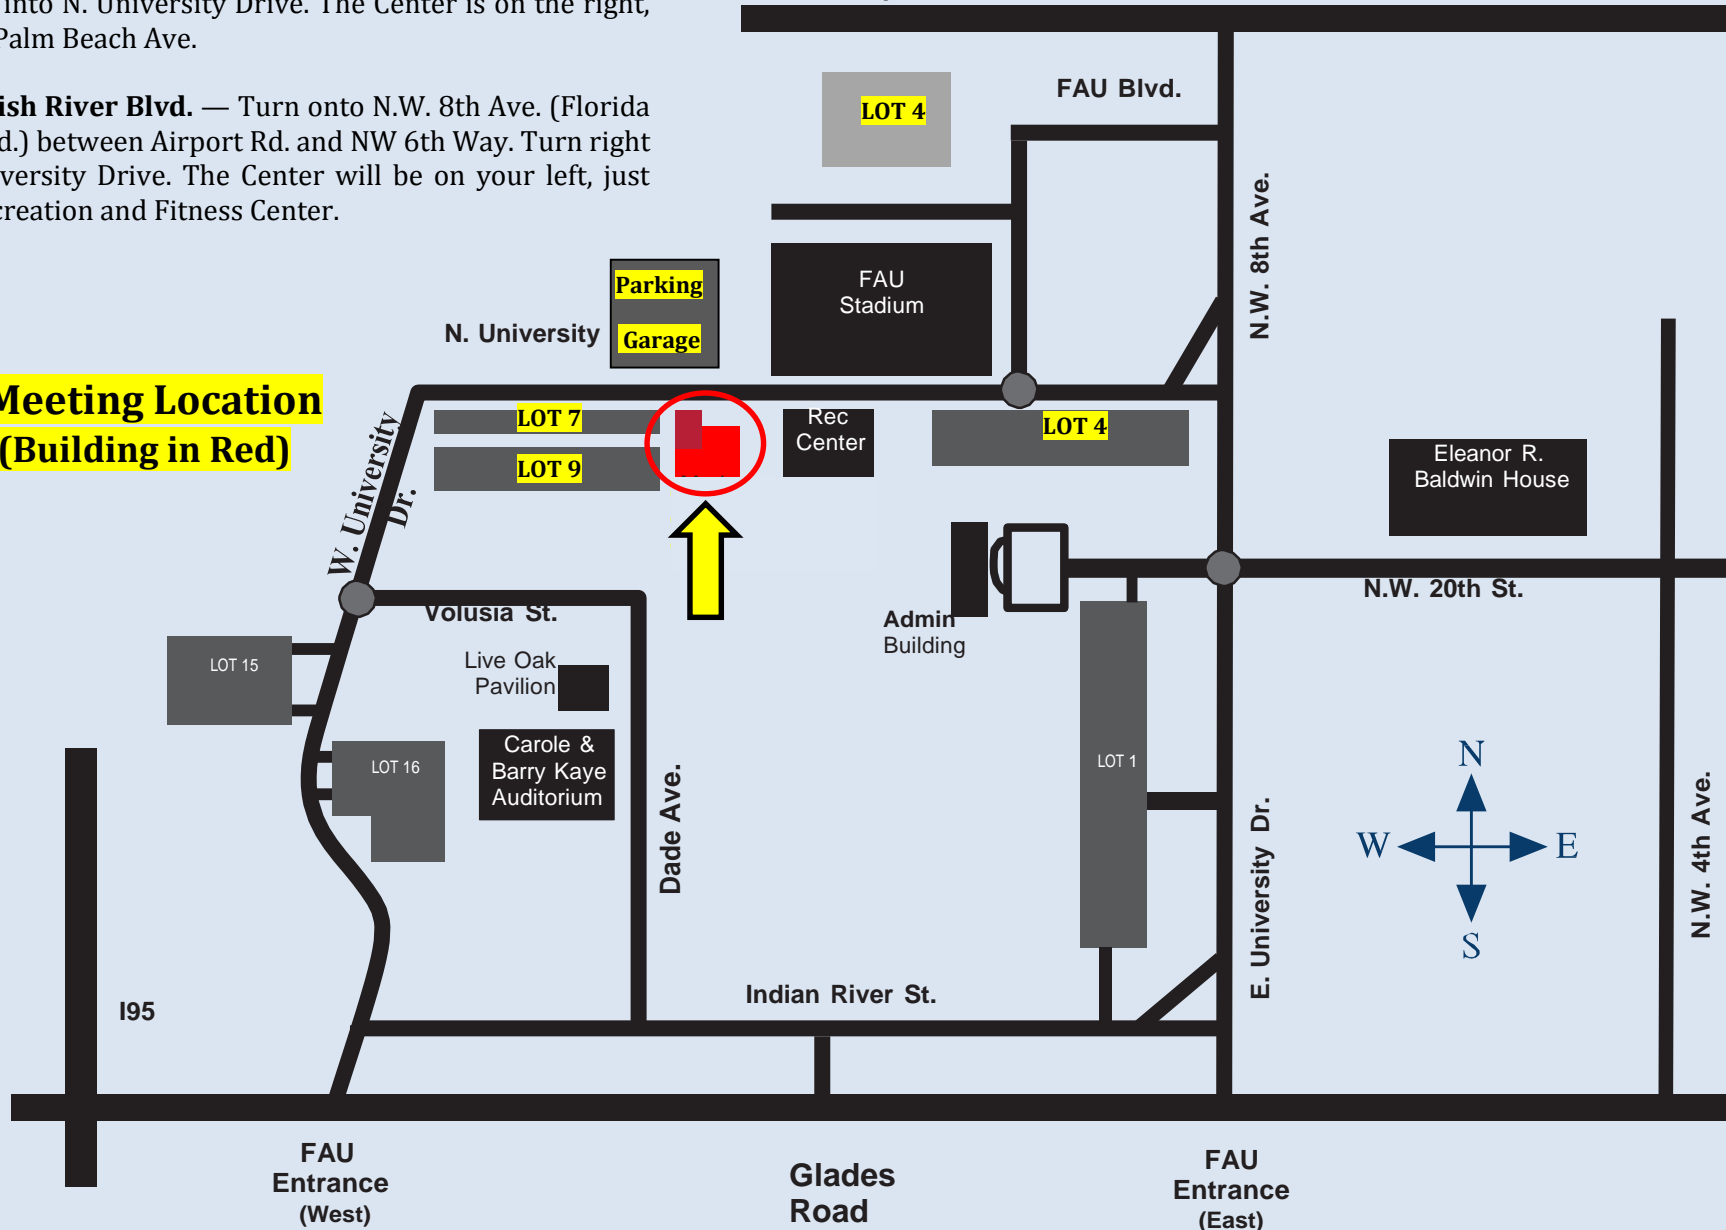 into N. University Drive. The Center is on the right,
Palm Beach Ave.
ish River Blvd. — Turn onto N.W. 8th Ave. (Florida
d.) between Airport Rd. and NW 6th Way. Turn right
versity Drive. The Center will be on your left, just
creation and Fitness Center.
LOT 4
FAU Blvd.
N.W. 8th Ave.
Parking
Garage
N. University
FAU
Stadium
Meeting Location
(Building in Red)
LOT 7
LOT 9
Rec
Center
LOT 4
Eleanor R.
Baldwin House
W. University
Dr.
N.W. 20th St.
Volusia St.
Admin
Building
LOT 15
Live Oak
Pavilion
LOT 16
Carole &
Barry Kaye
Auditorium
Dade Ave.
LOT 1
E. University Dr.
N
W
E
S
N.W. 4th Ave.
I95
Indian River St.
FAU
Entrance
(West)
Glades
Road
FAU
Entrance
(East)